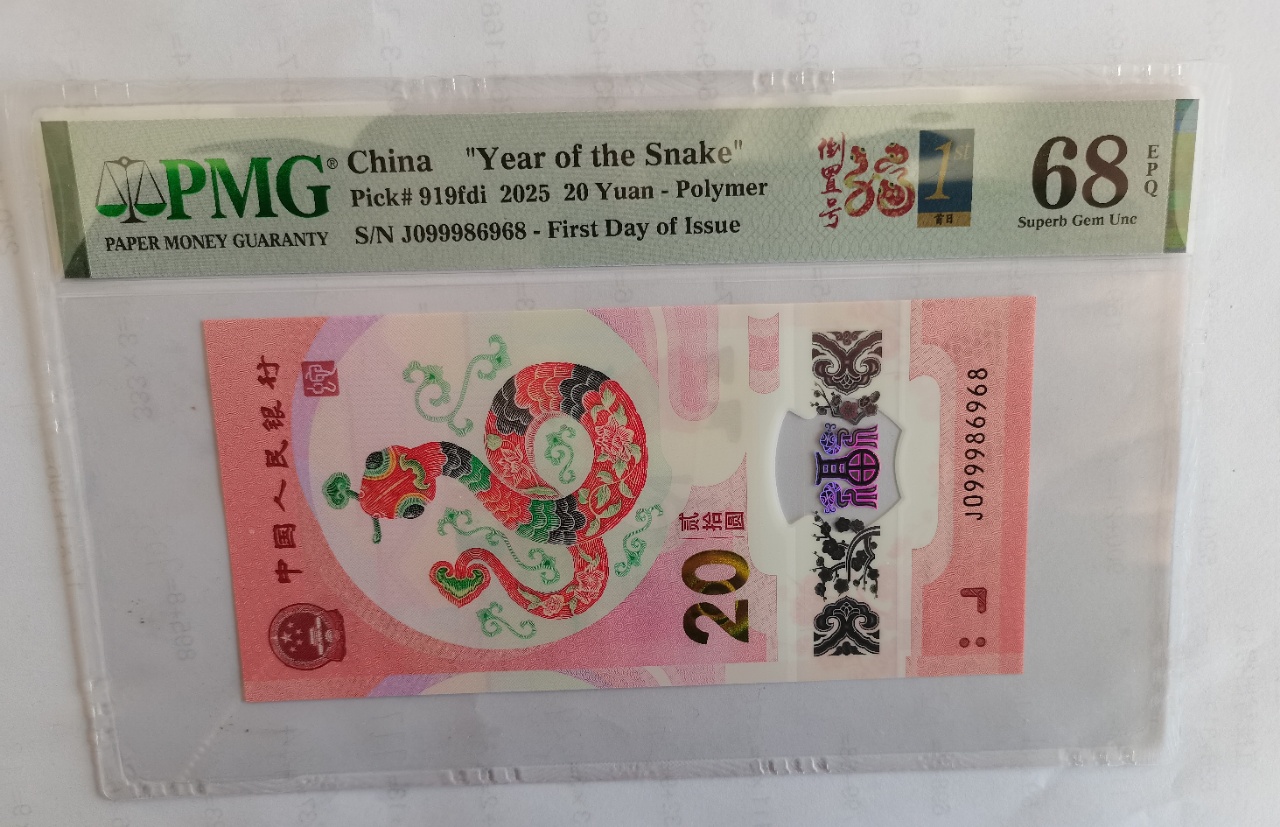 PMG®
PAPER MONEY GUARANTY
China "Year of the Snake"
Pick# 919fdi 2025 20 Yuan - Polymer
S/N J099986968 - First Day of Issue
倒置号
福
1st
首日
68
EPQ
Superb Gem Unc
中国人民银行
贰拾圆
20
福
J099986968